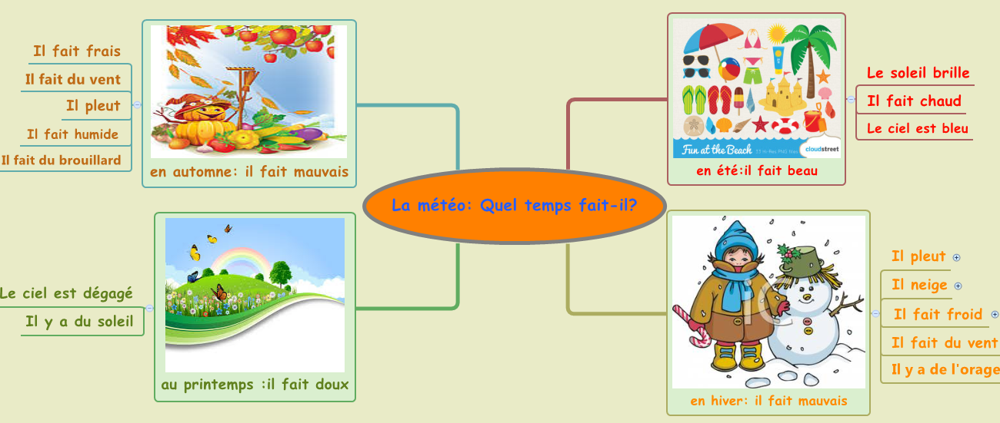 La météo: Quel temps fait-il?
Il fait frais
Il fait du vent
Il pleut
Il fait humide
Il fait du brouillard
en automne: il fait mauvais
Fun at the Beach
cloudstreet
en été:il fait beau
Le soleil brille
Il fait chaud
Le ciel est bleu
Le ciel est dégagé
Il y a du soleil
au printemps :il fait doux
en hiver: il fait mauvais
Il pleut
Il neige
Il fait froid
Il fait du vent
Il y a de l'orage